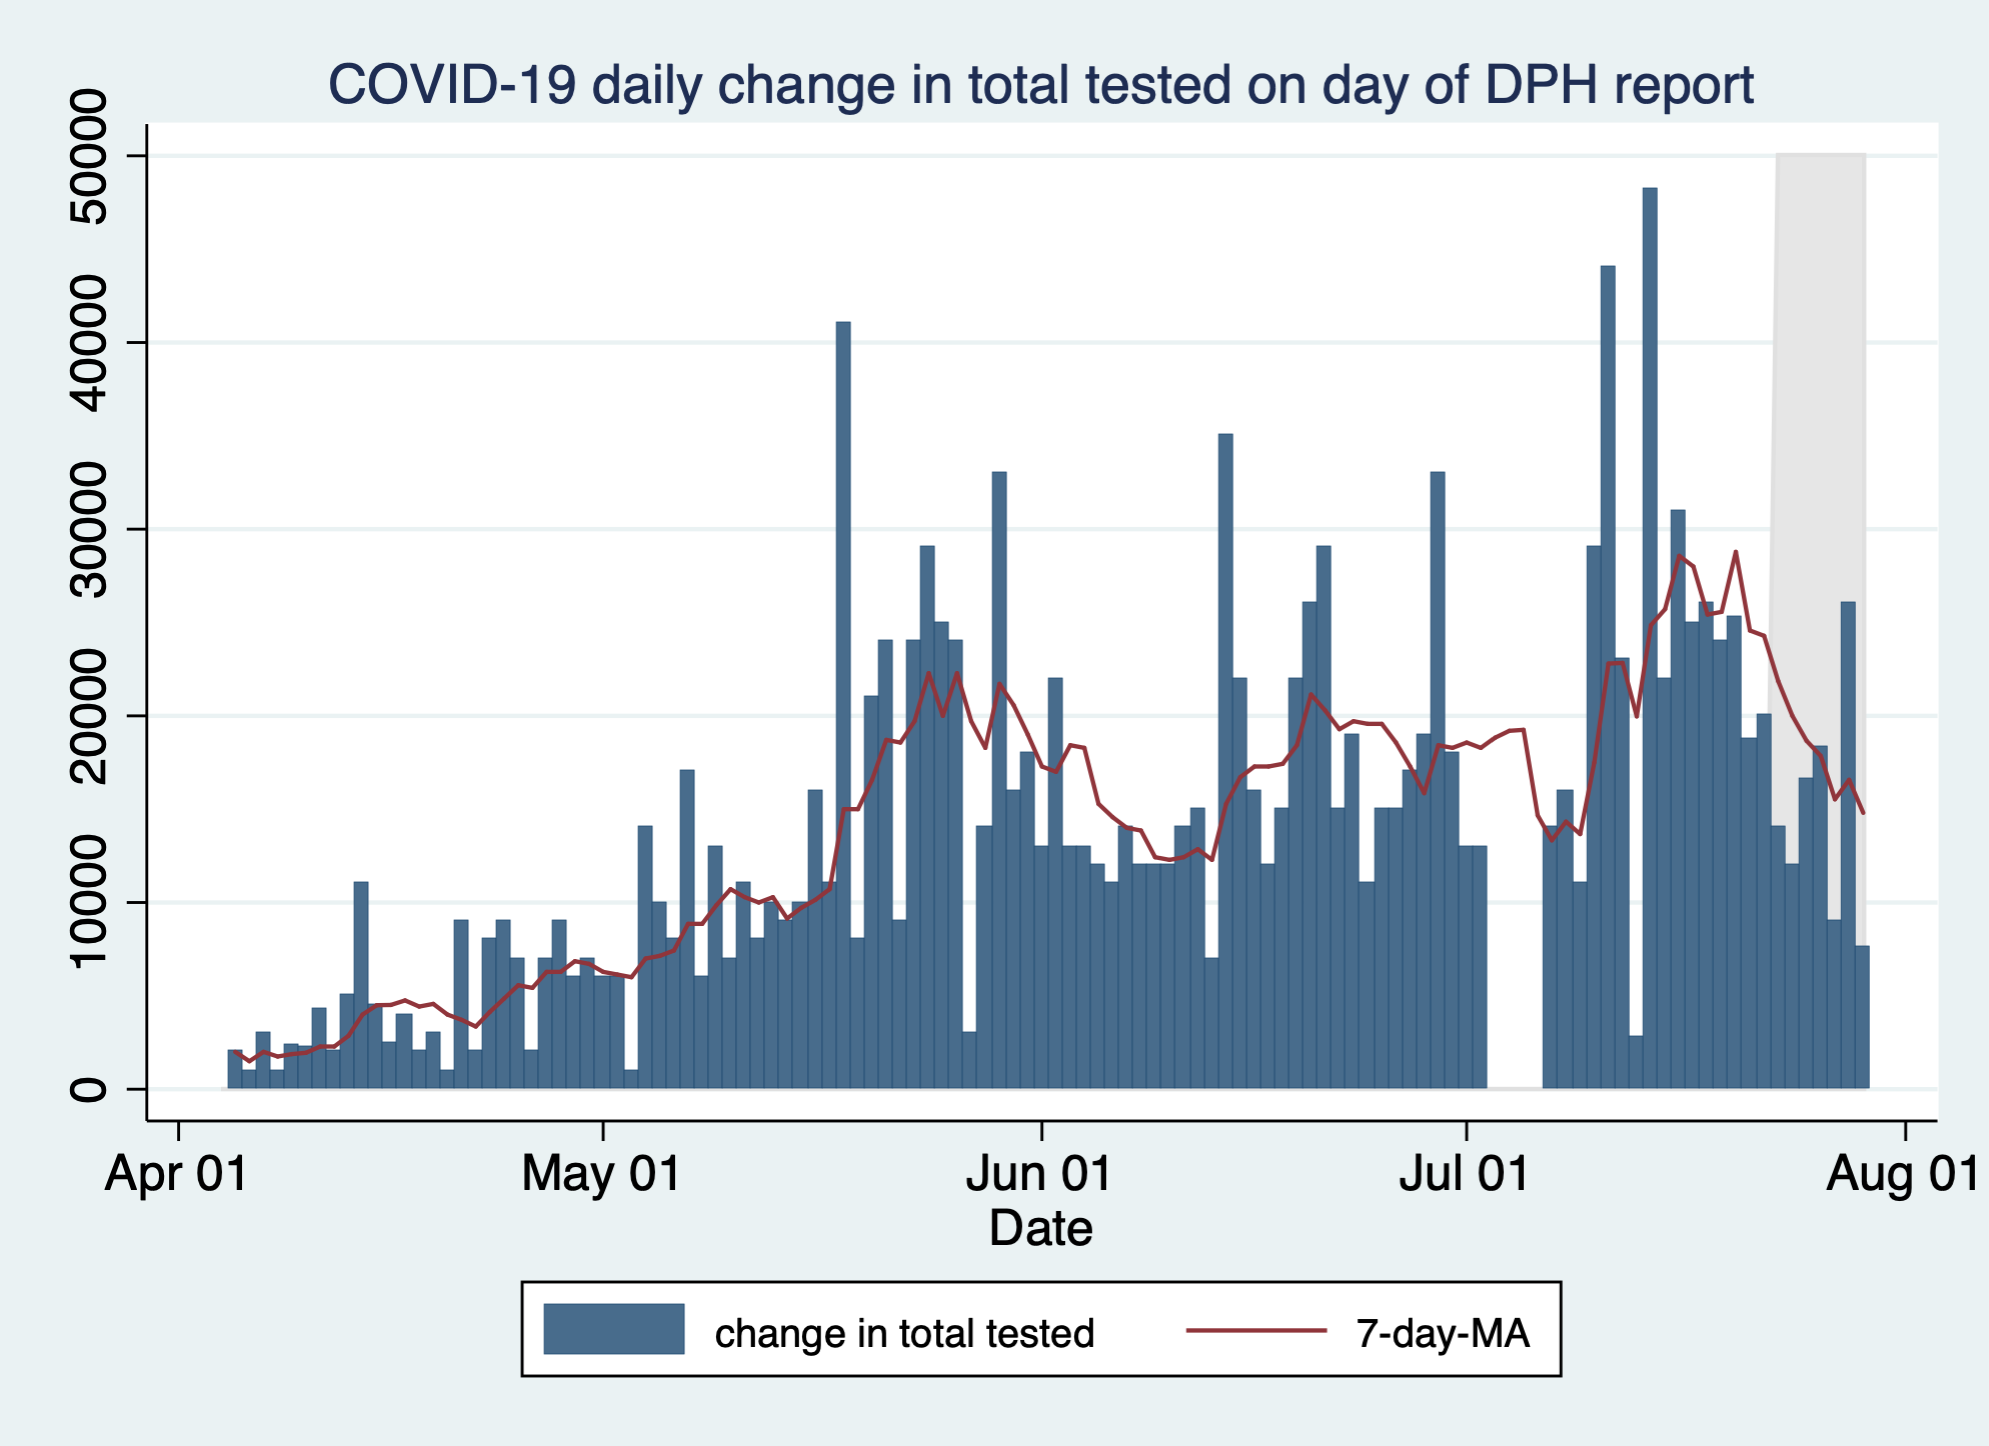 COVID-19 daily change in total tested on day of DPH report
50000
40000
30000
20000
10000
0
Apr 01 May 01 Jun 01 Jul 01 Aug 01
Date
change in total tested 7-day-MA